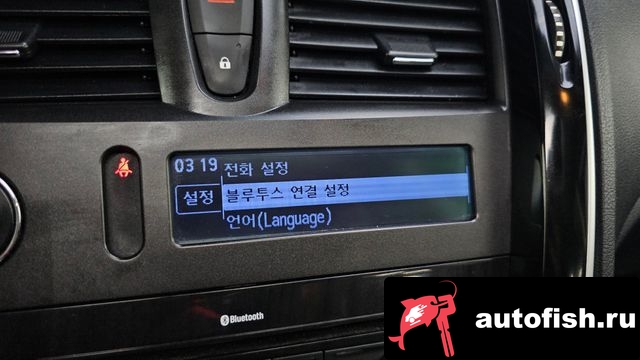 03 19
전화 설정
설정
블루투스 연결 설정
언어(Language)
Bluetooth
autofish.ru